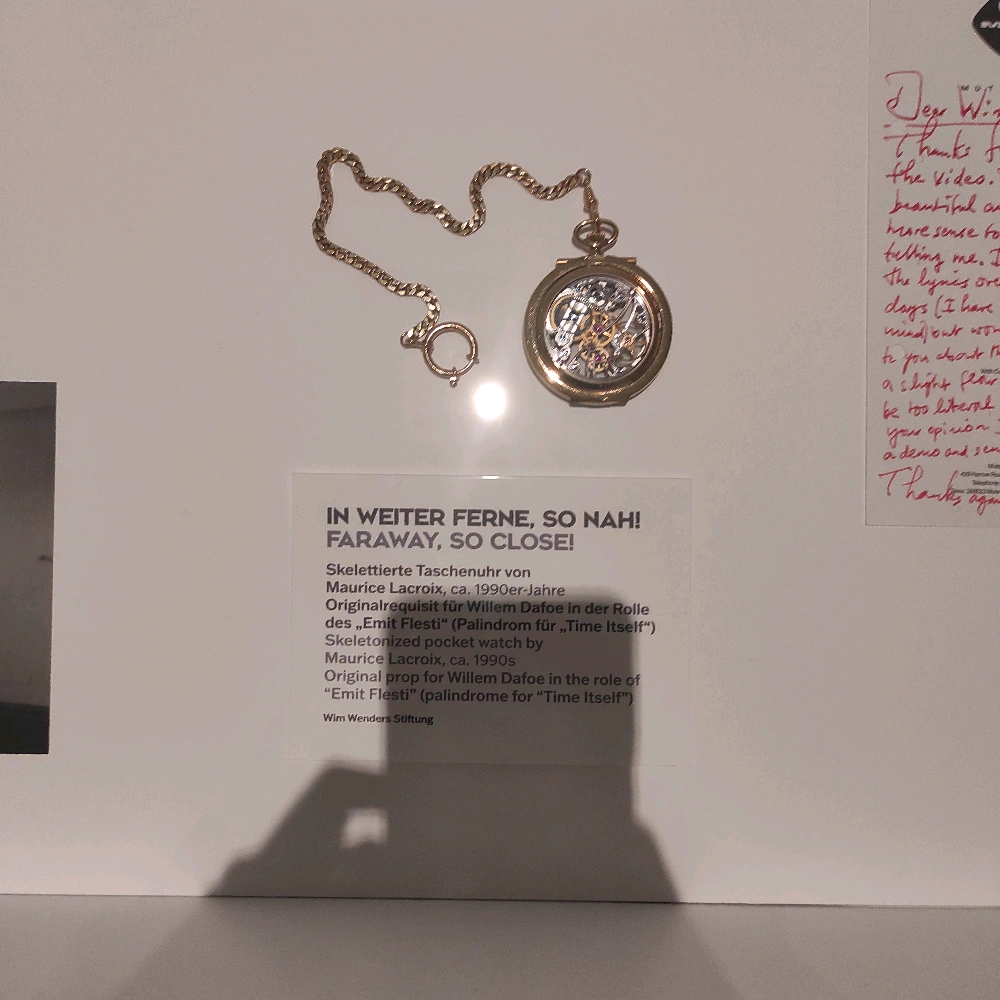 IN WEITER FERNE, SO NAH!
FARAWAY, SO CLOSE!
Skelettierte Taschenuhr von
Maurice Lacroix, ca. 1990er-Jahre
Originalrequisit für Willem Dafoe in der Rolle
des „Emit Flesti“ (Palindrom für „Time Itself“)
Skeletonized pocket watch by
Maurice Lacroix, ca. 1990s
Original prop for Willem Dafoe in the role of
“Emit Flesti” (palindrome for “Time Itself”)
Wim Wenders Stiftung
Dear
Thanks
the video.
beautiful
more sense
telling me. I
the lyrics
days (I have
mind) but
to you about
a slight
be too literal
your opinion
a demo and
Thanks